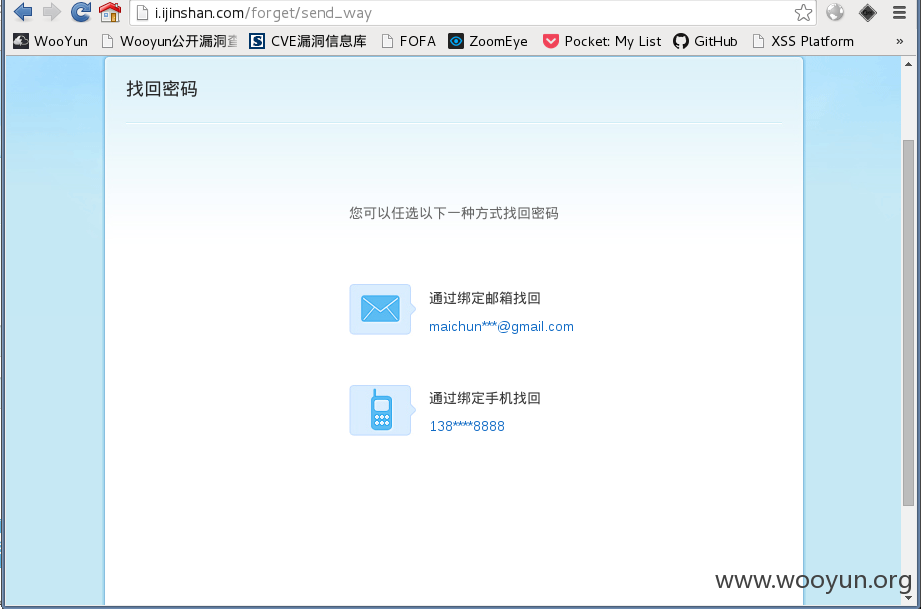 i.ijinshan.com/forget/send_way
WooYun Wooyun公开漏洞查 CVE漏洞信息库 FOFA ZoomEye Pocket: My List GitHub XSS Platform »
找回密码
您可以任选以下一种方式找回密码
通过绑定邮箱找回
maichun***@gmail.com
通过绑定手机找回
138****8888
www.wooyun.org